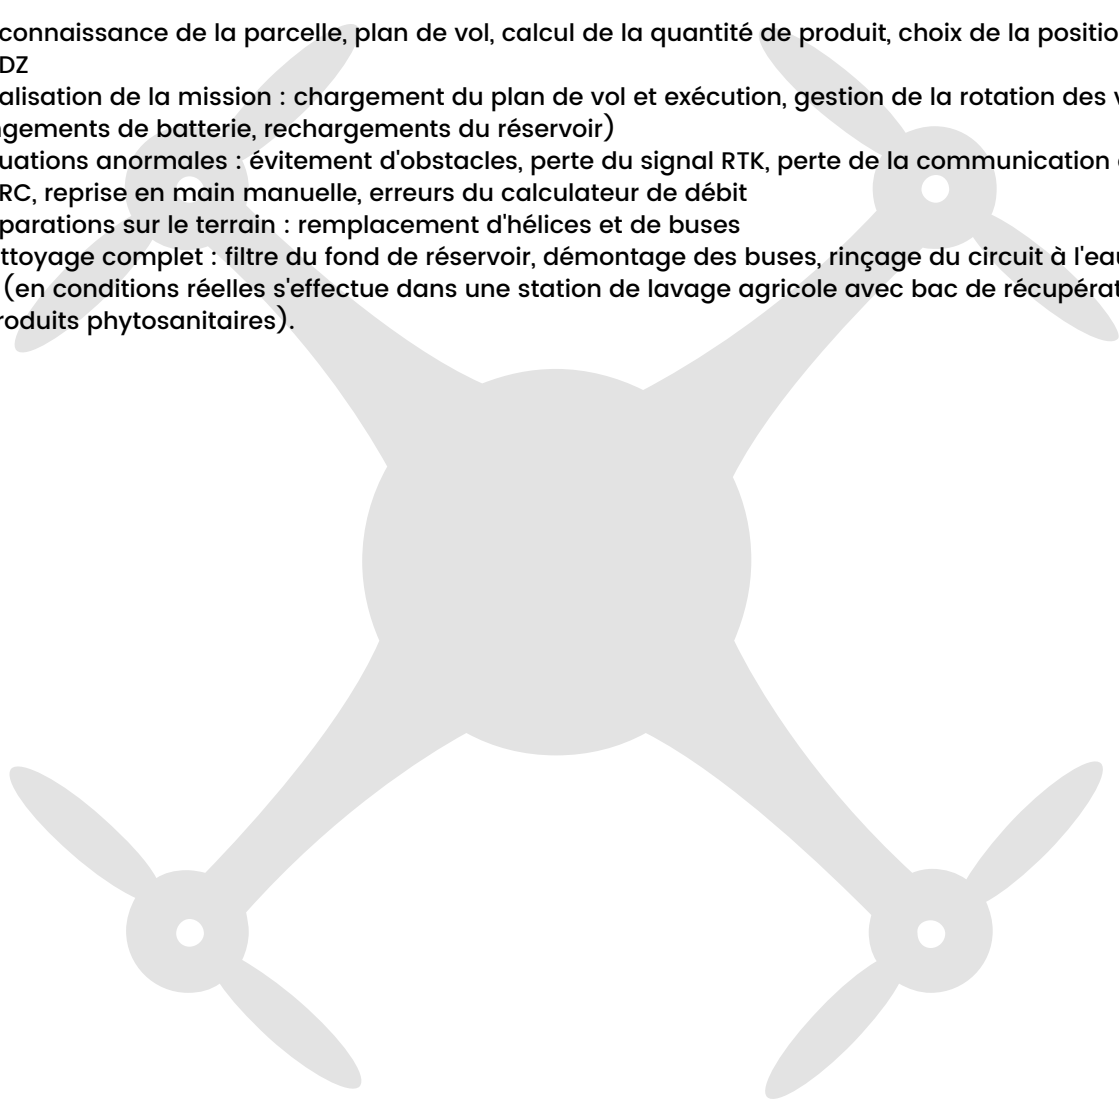 connaissance de la parcelle, plan de vol, calcul de la quantité de produit, choix de la positio
DZ
alisation de la mission : chargement du plan de vol et exécution, gestion de la rotation des v
ngements de batterie, rechargements du réservoir)
uations anormales : évitement d'obstacles, perte du signal RTK, perte de la communication
RC, reprise en main manuelle, erreurs du calculateur de débit
parations sur le terrain : remplacement d'hélices et de buses
ttoyage complet : filtre du fond de réservoir, démontage des buses, rinçage du circuit à l'eau
(en conditions réelles s'effectue dans une station de lavage agricole avec bac de récupérat
roduits phytosanitaires).